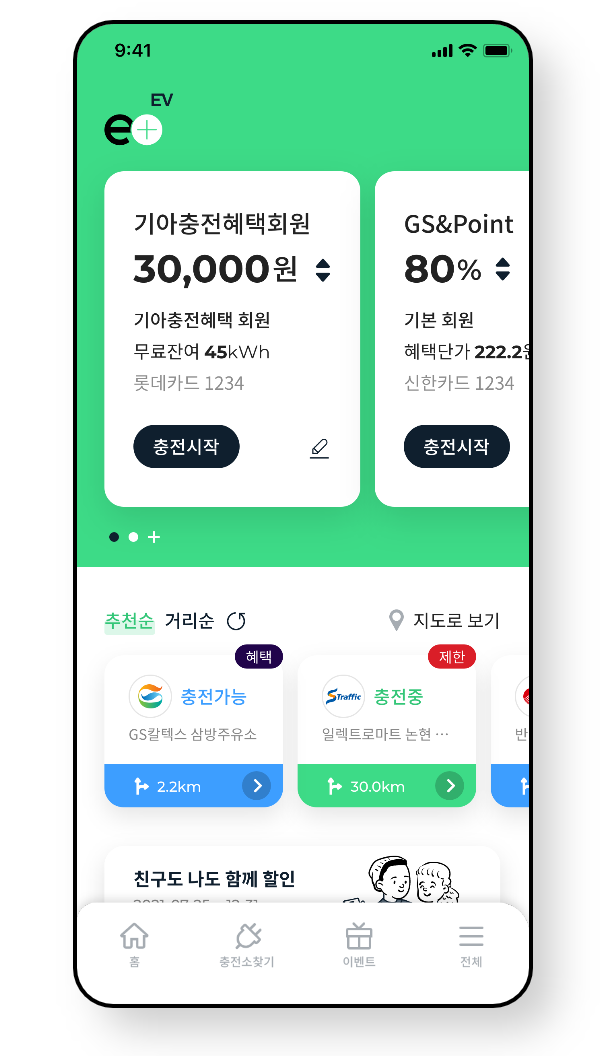 9:41
EV
e+
기아충전혜택회원
30,000원
기아충전혜택 회원
무료잔여 45kWh
롯데카드 1234
충전시작
GS&Point
80%
기본 회원
혜택단가 222.2원
신한카드 1234
충전시작
추천순 거리순
지도로 보기
혜택
충전가능
GS칼텍스 삼방주유소
2.2km
제한
STraffic
충전중
일렉트로마트 논현 ···
30.0km
반
친구도 나도 함께 할인
홈
충전소찾기
이벤트
전체